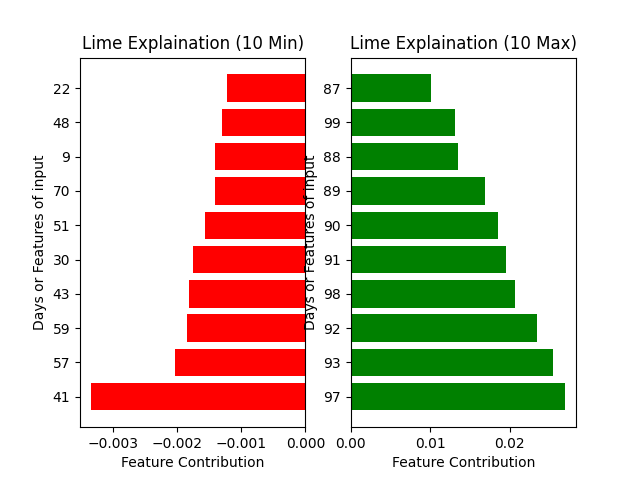 Lime Explaination (10 Min)
Days or Features of input
22
48
9
70
51
30
43
59
57
41
−0.003 −0.002 −0.001 0.000
Feature Contribution
Lime Explaination (10 Max)
Days or Features of input
87
99
88
89
90
91
98
92
93
97
0.00 0.01 0.02
Feature Contribution